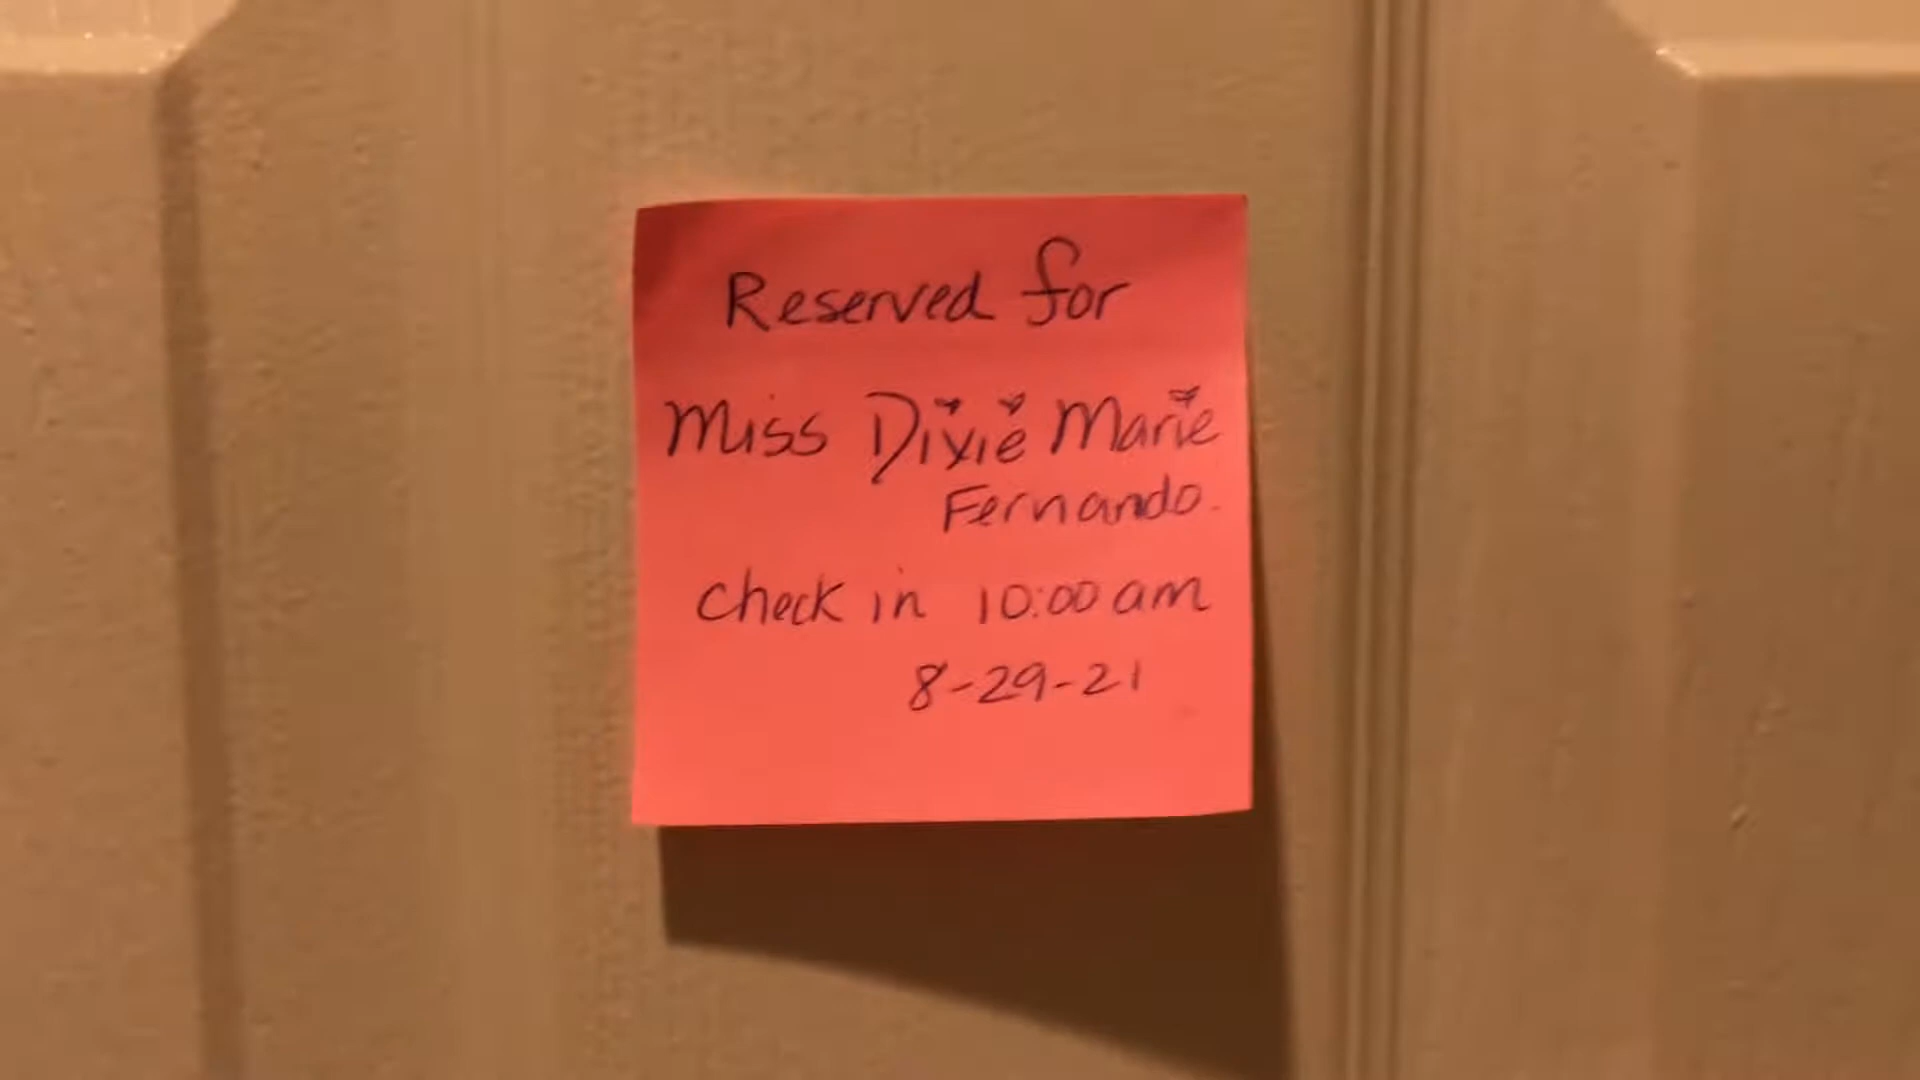 Reserved for
Miss Dixie Marie
Fernando.
check in 10:00 am
8-29-21